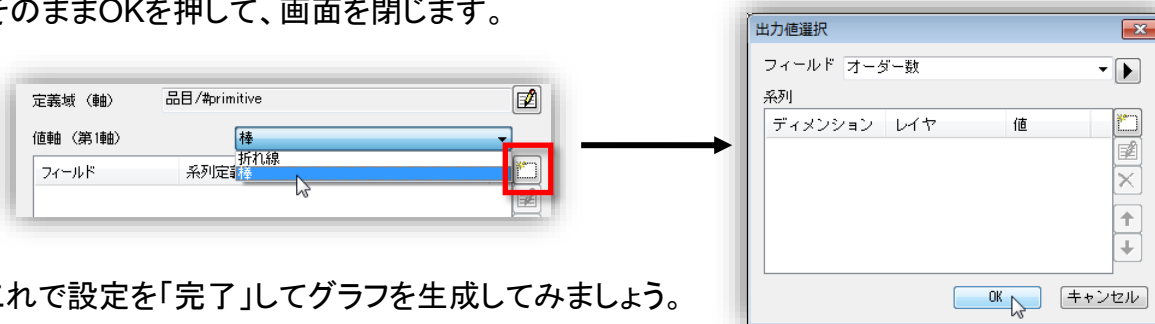 そのままOKを押して、画面を閉じます。
定義域（軸）
品目/#primitive
値軸（第1軸）
棒
折れ線
棒
フィールド
系列定
出力値選択
フィールド オーダー数
系列
ディメンション レイヤ 値
OK キャンセル
これで設定を「完了」してグラフを生成してみましょう。